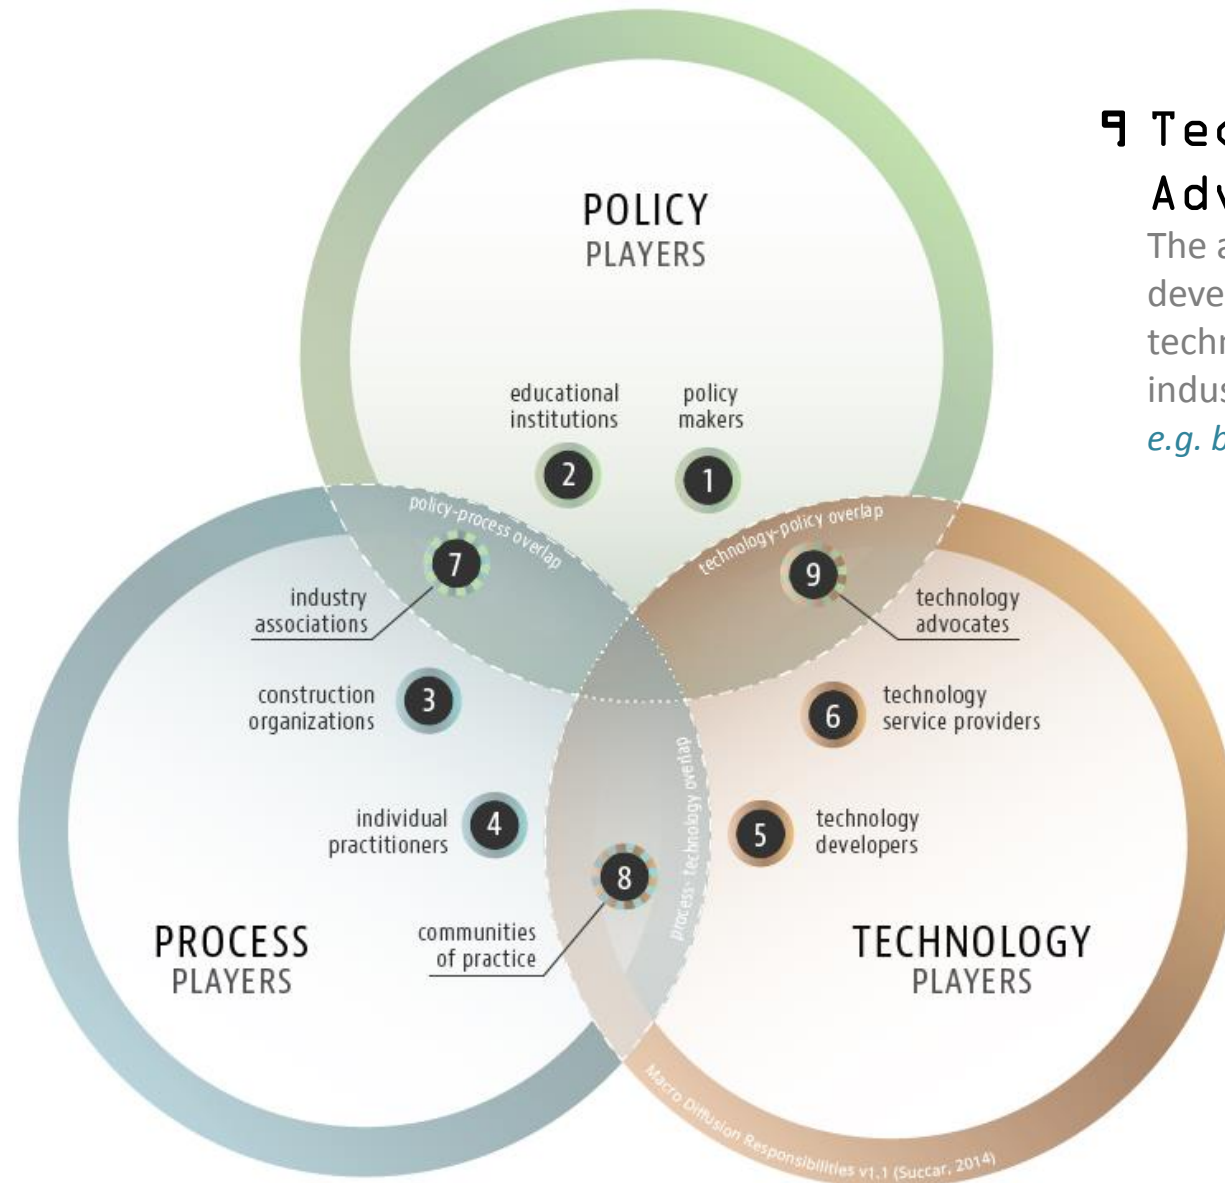 POLICY
PLAYERS
educational
institutions
policy
makers
2
1
policy-process overlap
technology-policy overlap
7
9
industry
associations
technology
advocates
construction
organizations
3
6
technology
service providers
individual
practitioners
4
5
technology
developers
process- technology overlap
8
communities
of practice
PROCESS
PLAYERS
TECHNOLOGY
PLAYERS
Macro Diffusion Responsibilities v1.1 (Succar, 2014)
9 Tec
Adv
The a
deve
techn
indus
e.g. b